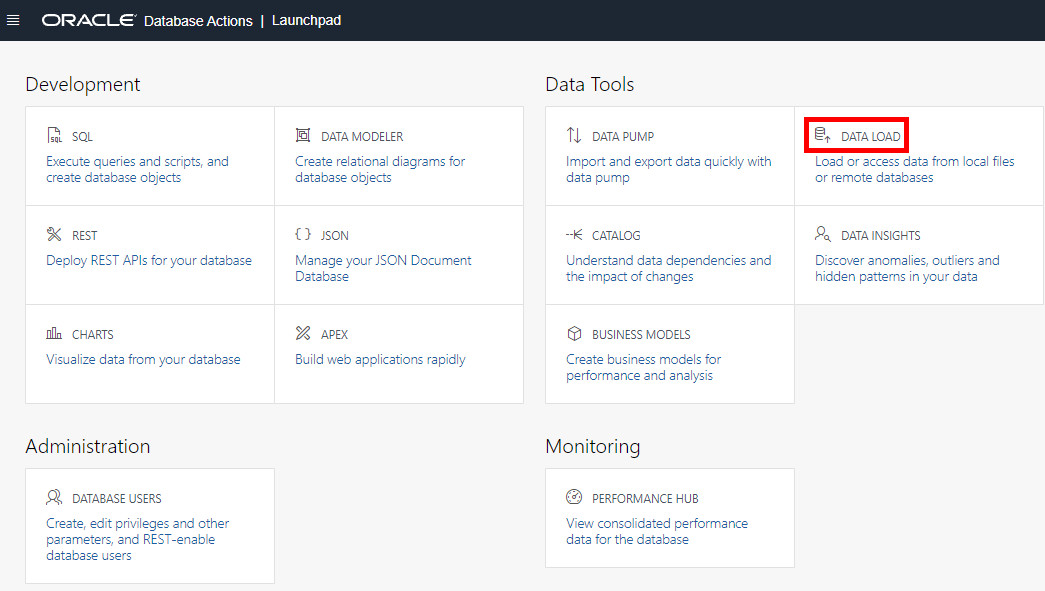 ORACLE Database Actions | Launchpad
Development
SQL
Execute queries and scripts, and
create database objects
DATA MODELER
Create relational diagrams for
database objects
REST
Deploy REST APIs for your database
{ } JSON
Manage your JSON Document
Database
CHARTS
Visualize data from your database
APEX
Build web applications rapidly
Data Tools
DATA PUMP
Import and export data quickly with
data pump
DATA LOAD
Load or access data from local files
or remote databases
CATALOG
Understand data dependencies and
the impact of changes
DATA INSIGHTS
Discover anomalies, outliers and
hidden patterns in your data
BUSINESS MODELS
Create business models for
performance and analysis
Administration
DATABASE USERS
Create, edit privileges and other
parameters, and REST-enable
database users
Monitoring
PERFORMANCE HUB
View consolidated performance
data for the database